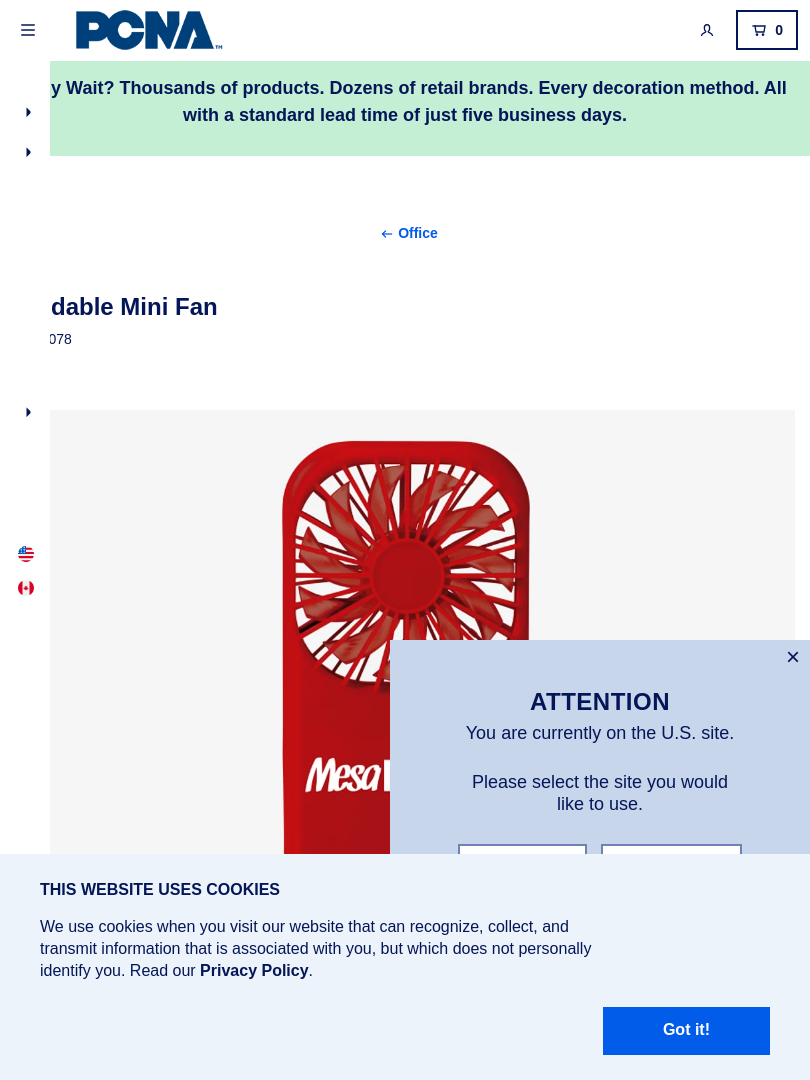 PCNA™
0
y Wait? Thousands of products. Dozens of retail brands. Every decoration method. All
with a standard lead time of just five business days.
← Office
dable Mini Fan
078
Mesa
ATTENTION
You are currently on the U.S. site.
Please select the site you would
like to use.
THIS WEBSITE USES COOKIES
We use cookies when you visit our website that can recognize, collect, and
transmit information that is associated with you, but which does not personally
identify you. Read our Privacy Policy.
Got it!